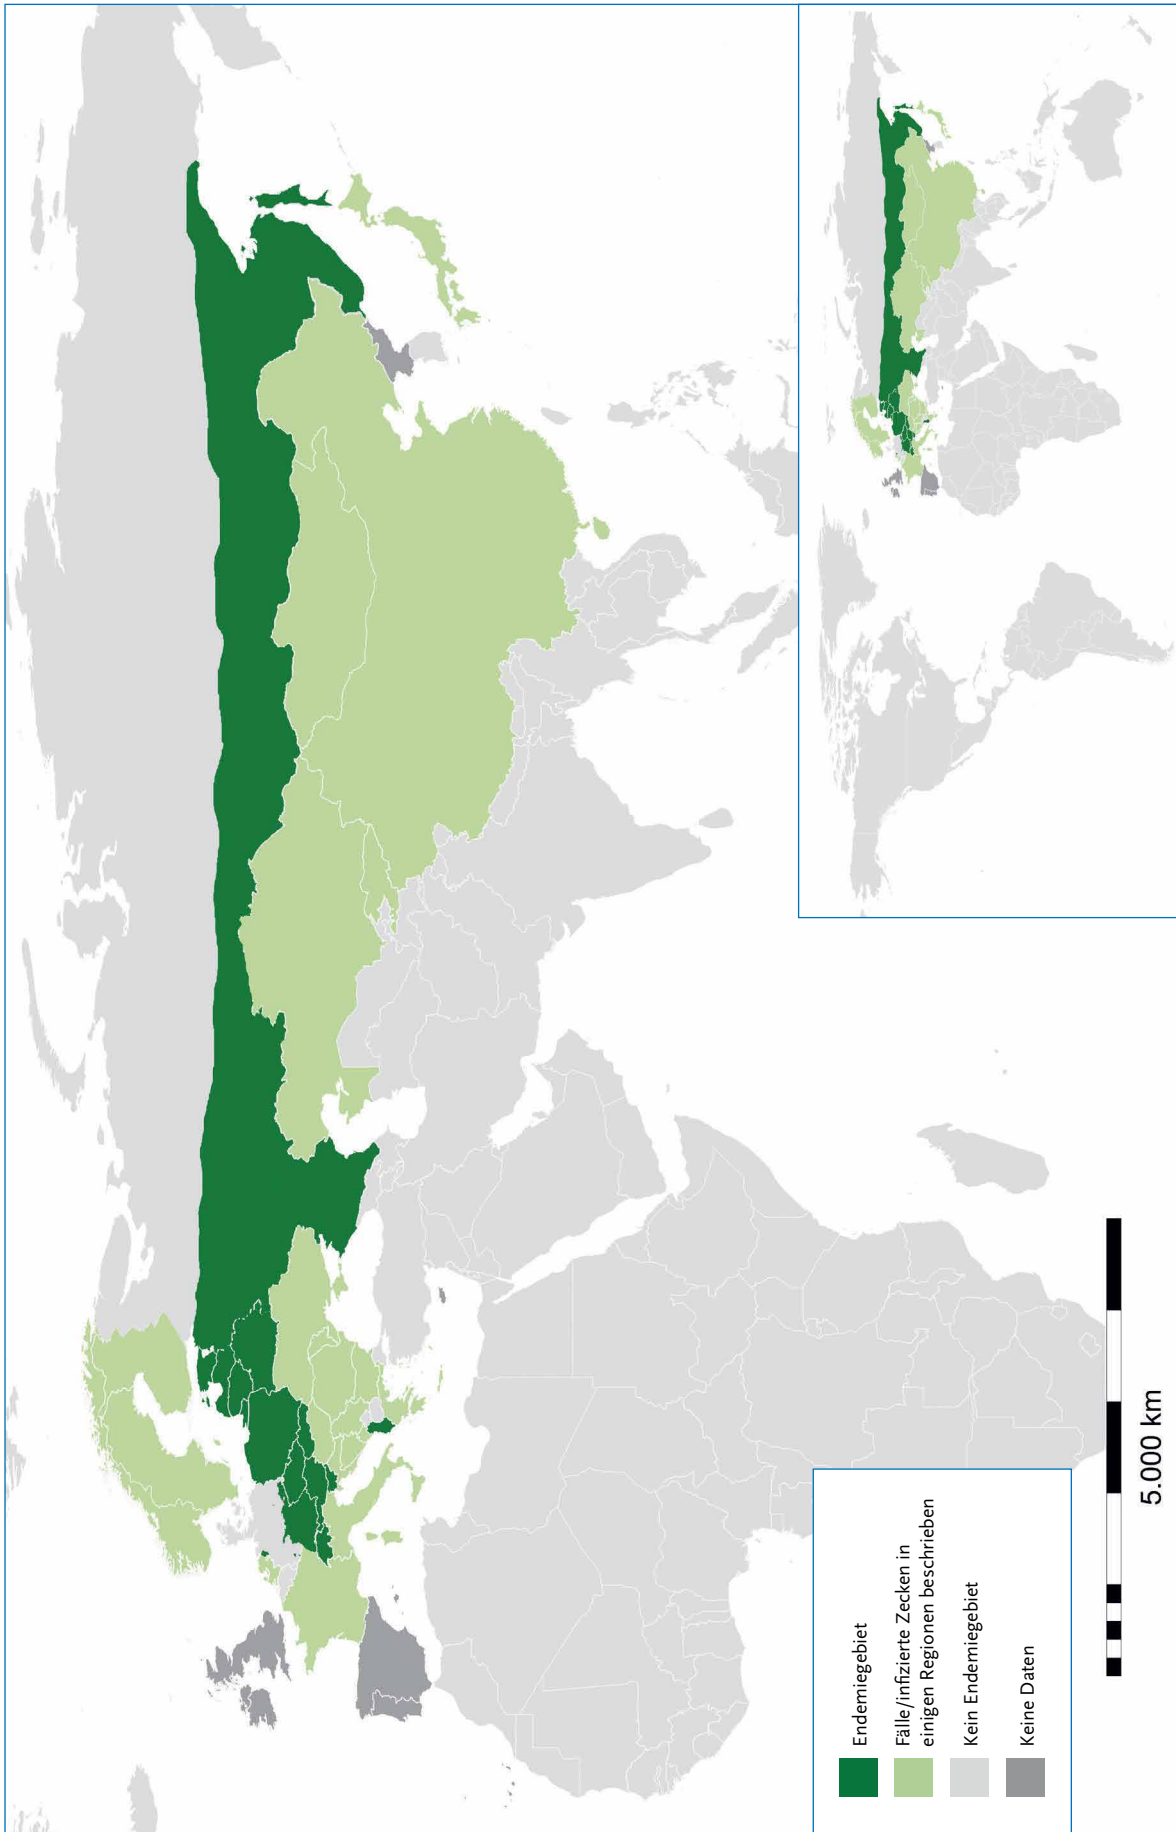 Endemiegebiet
Fälle/infizierte Zecken in
einigen Regionen beschrieben
Kein Endemiegebiet
Keine Daten
5.000 km